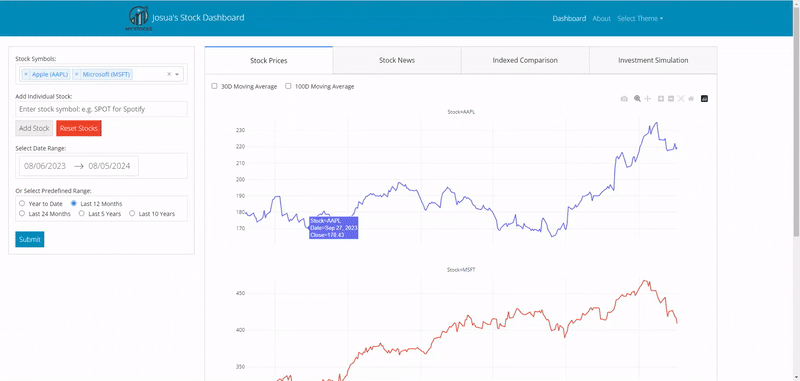 MY STOCKS
Josua's Stock Dashboard
Dashboard About Select Theme
Stock Symbols:
× Apple (AAPL) × Microsoft (MSFT) ×
Add Individual Stock:
Enter stock symbol: e.g. SPOT for Spotify
Add Stock Reset Stocks
Select Date Range:
08/06/2023 → 08/05/2024
Or Select Predefined Range:
Year to Date Last 12 Months
Last 24 Months Last 5 Years Last 10 Years
Submit
Stock Prices Stock News Indexed Comparison Investment Simulation
30D Moving Average 100D Moving Average
Stock=AAPL
230
220
210
200
190
180
170
Stock=AAPL
Date=Sep 27, 2023
Close=170.43
Stock=MSFT
450
400
350